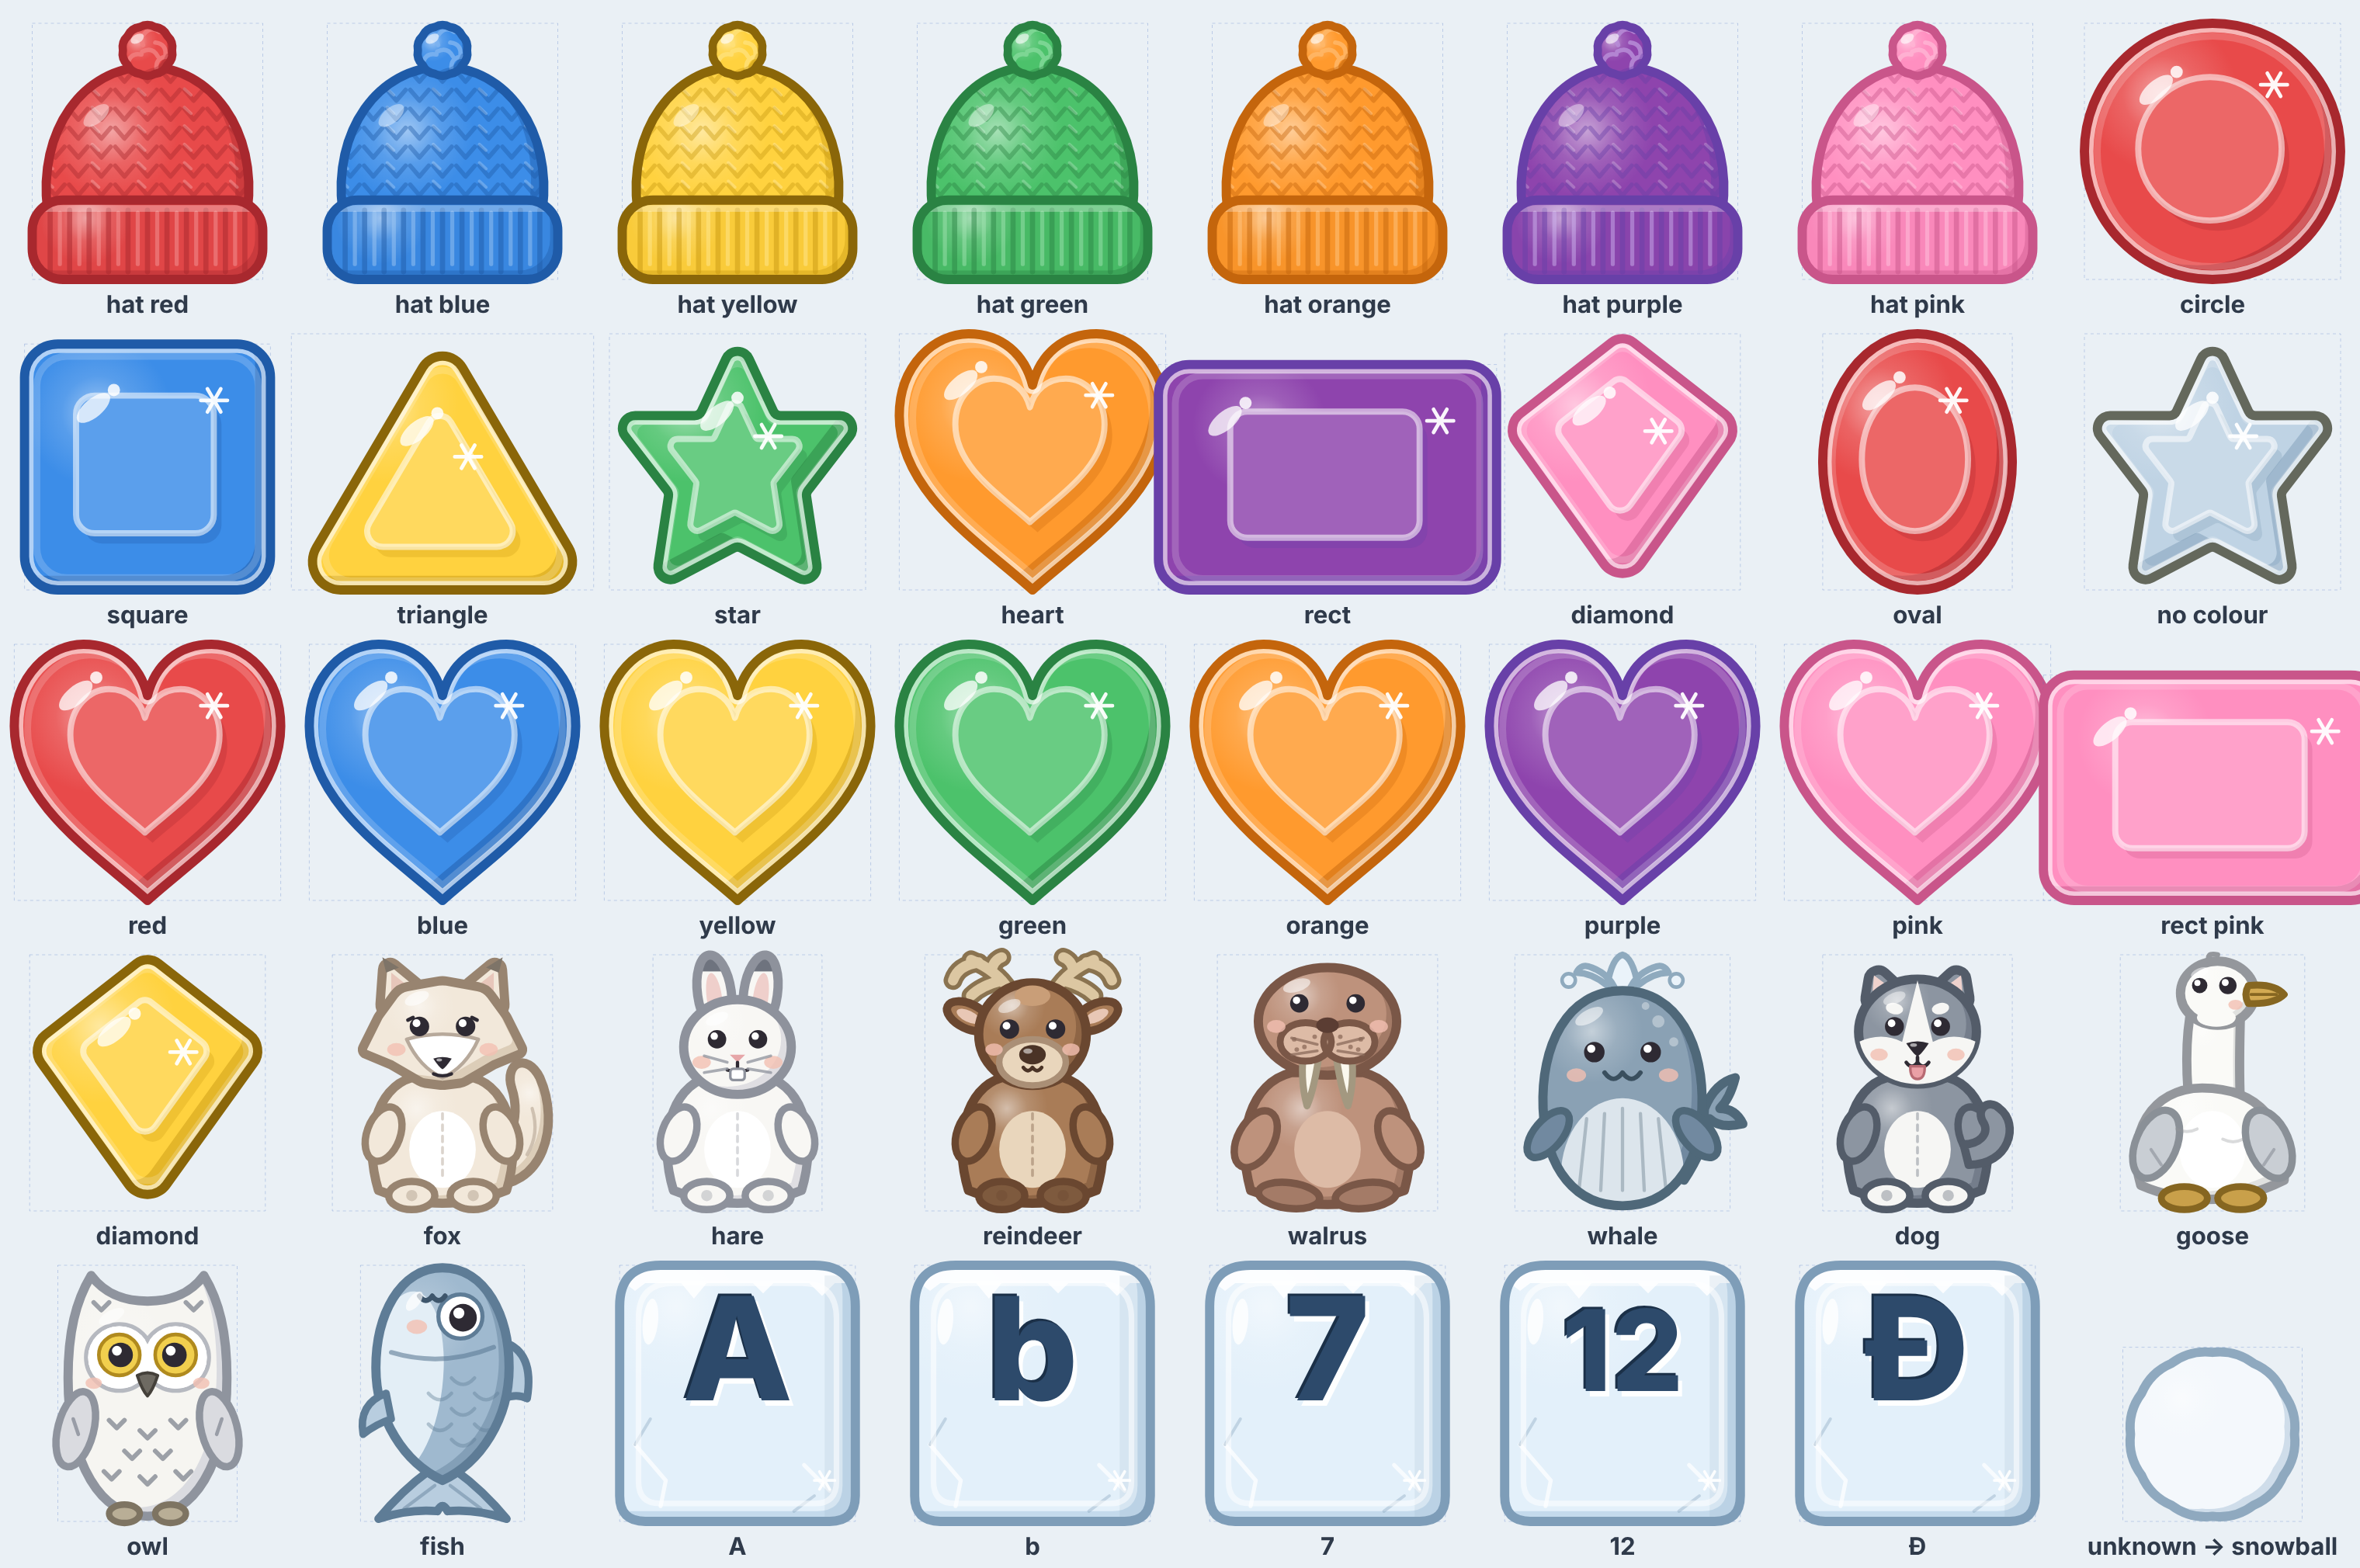 hat red hat blue hat yellow hat green hat orange hat purple hat pink circle
square triangle star heart rect diamond oval no colour
red blue yellow green orange purple pink rect pink
diamond fox hare reindeer walrus whale dog goose
A b 7 12 Đ
owl fish A b 7 12 Đ unknown → snowball